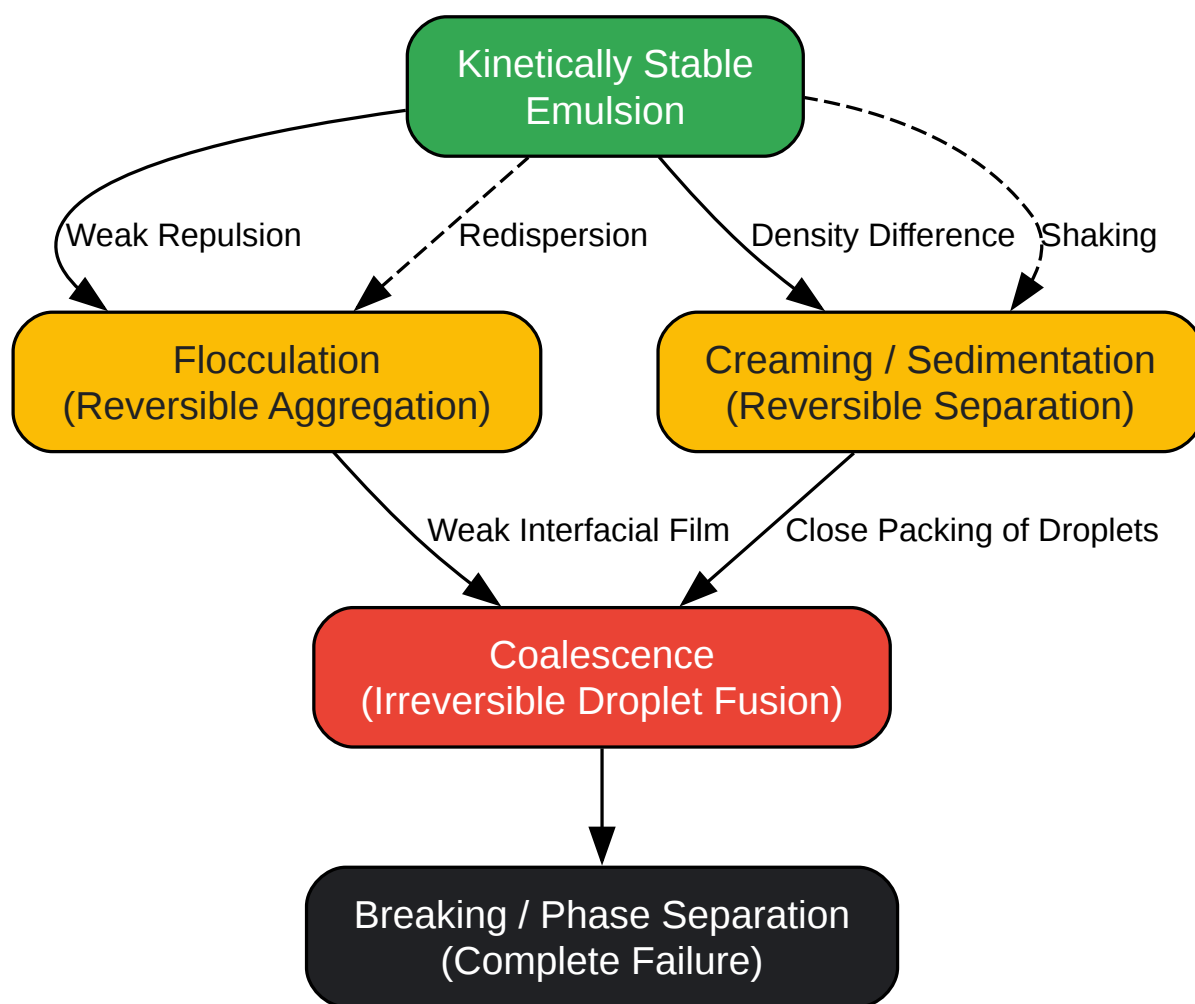 Kinetically Stable
Emulsion
Weak Repulsion
Redispersion
Density Difference
Shaking
Flocculation
(Reversible Aggregation)
Creaming / Sedimentation
(Reversible Separation)
Weak Interfacial Film
Close Packing of Droplets
Coalescence
(Irreversible Droplet Fusion)
Breaking / Phase Separation
(Complete Failure)